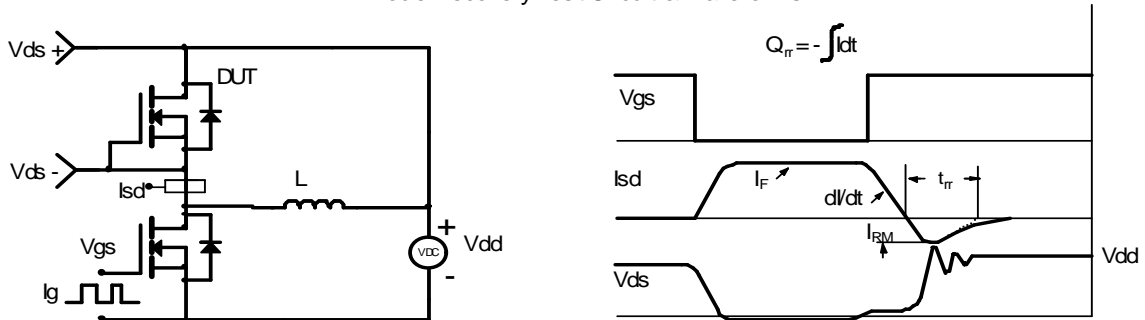 Vds +
DUT
Vds -
Isd
L
Vgs
Ig
VDC
+
-
Vdd
Qrr = - ∫ Idt
Vgs
Isd
IF
dI/dt
trr
IRM
Vds
Vdd